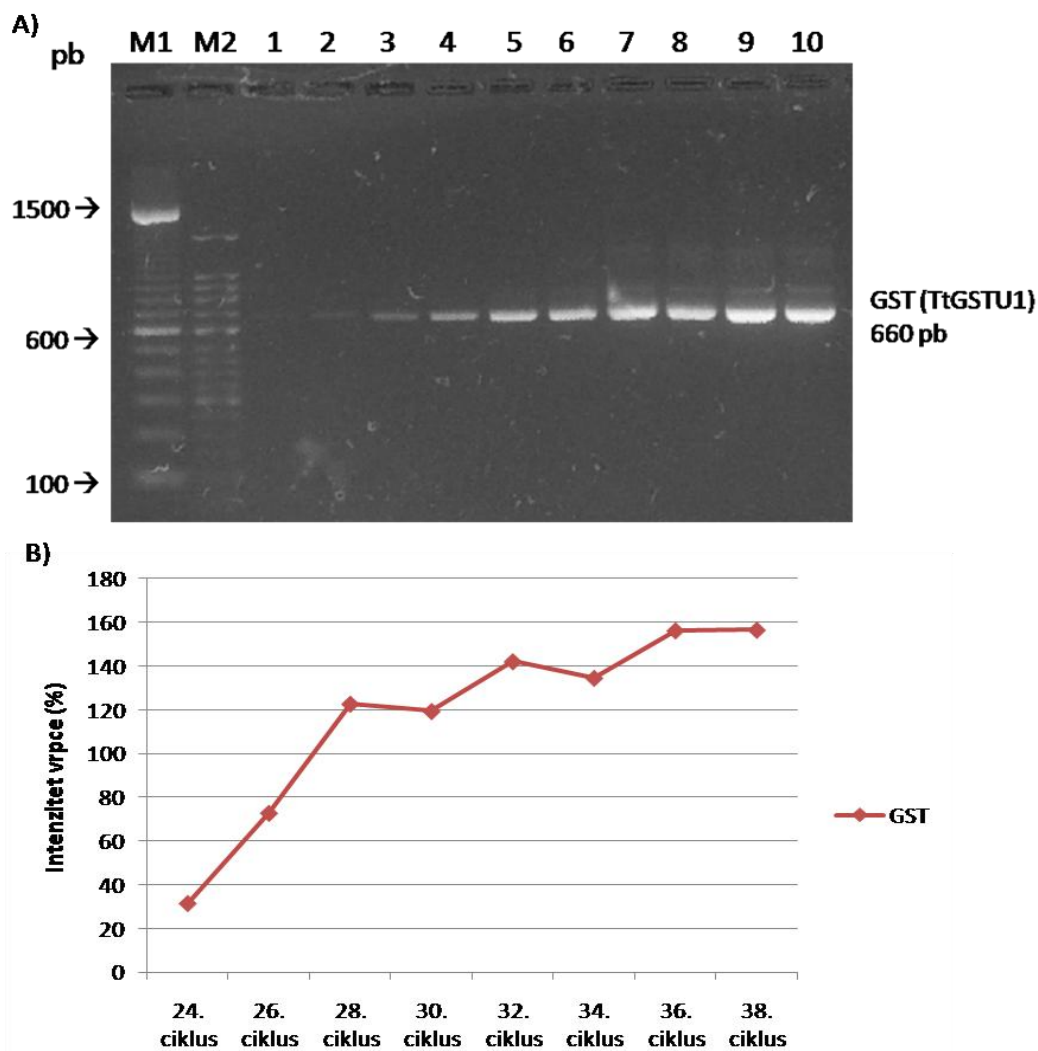 A)
pb M1 M2 1 2 3 4 5 6 7 8 9 10
1500 →
600 →
100 →
GST (TtGSTU1)
660 pb
B)
Intenzitet vrpce (%)
180
160
140
120
100
80
60
40
20
0
24. ciklus
26. ciklus
28. ciklus
30. ciklus
32. ciklus
34. ciklus
36. ciklus
38. ciklus
GST